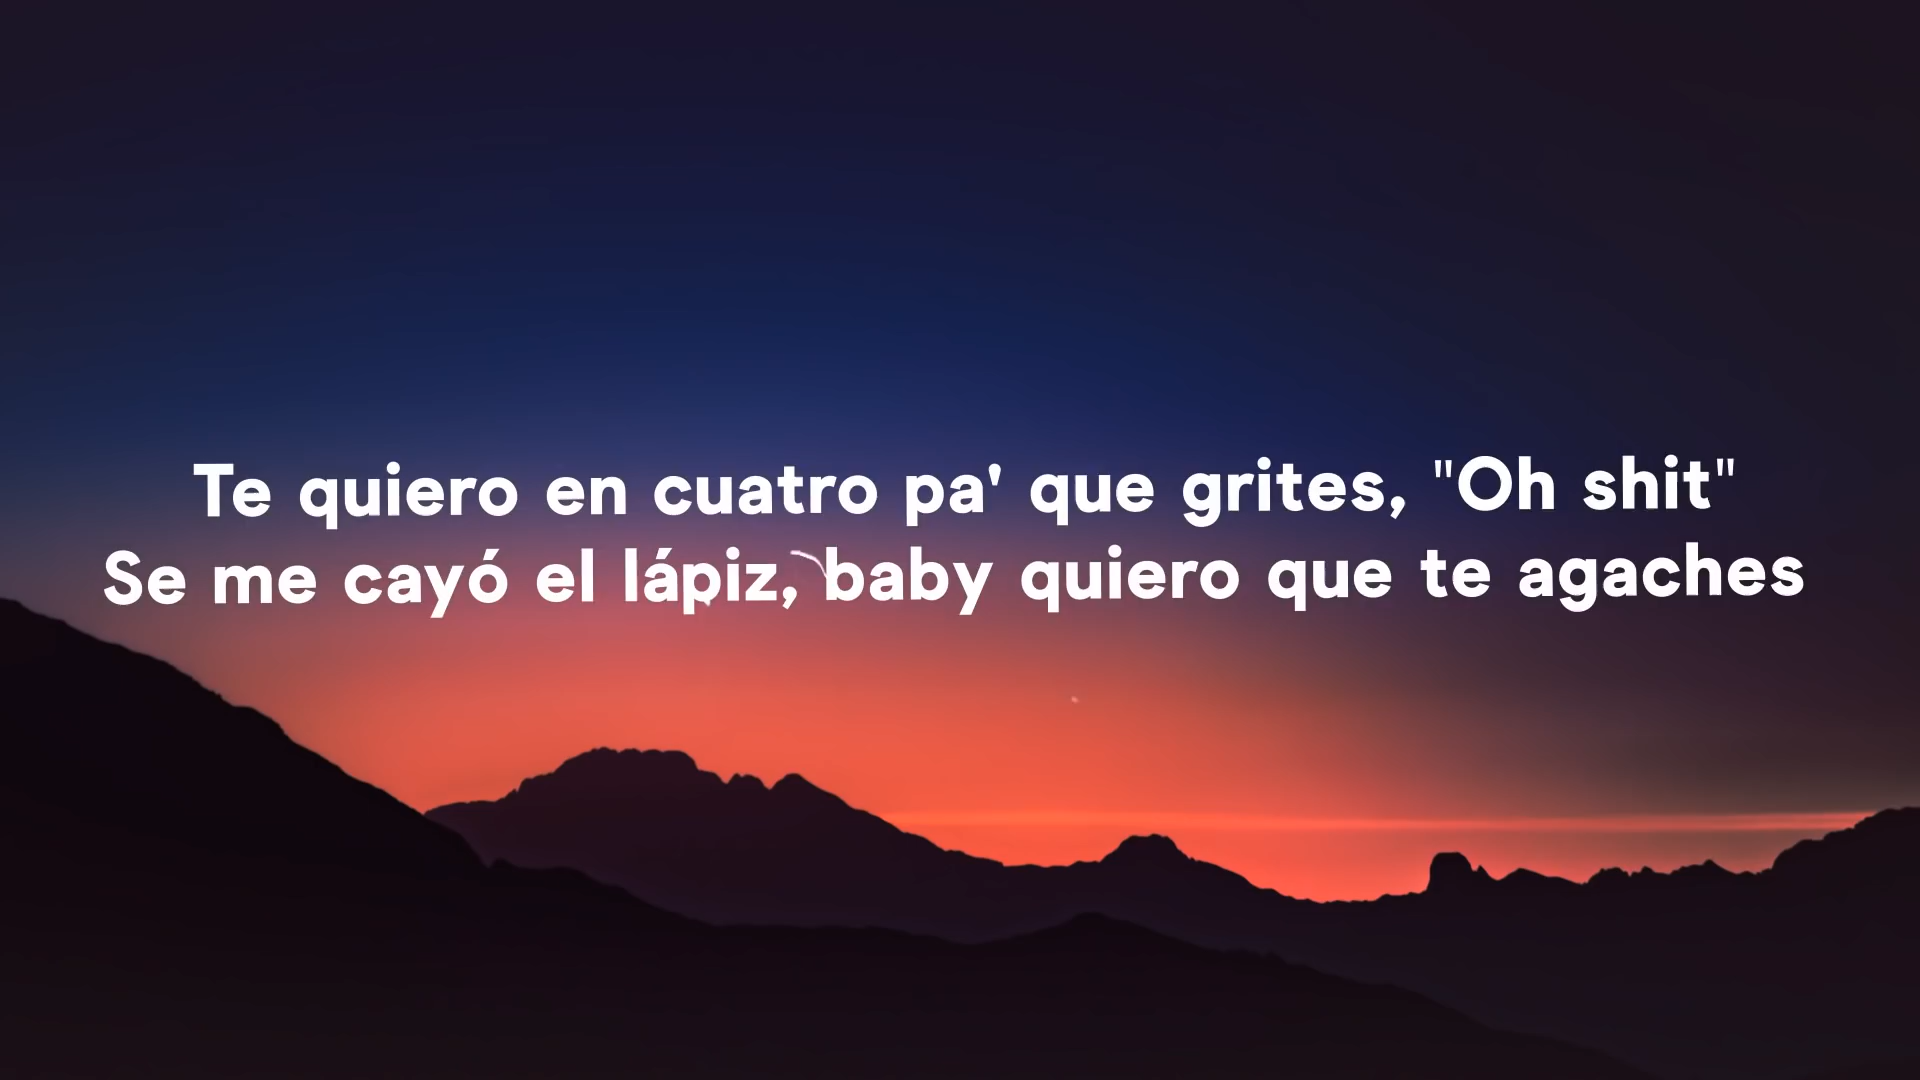 Te quiero en cuatro pa' que grites, "Oh shit"
Se me cayó el lápiz, baby quiero que te agaches